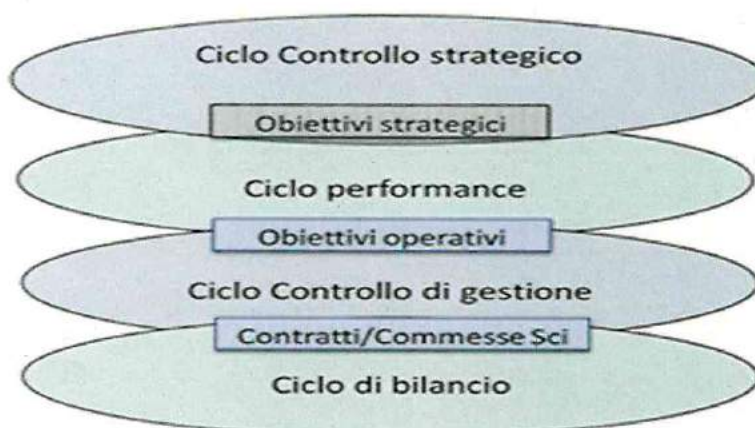 Ciclo Controllo strategico
Obiettivi strategici
Ciclo performance
Obiettivi operativi
Ciclo Controllo di gestione
Contratti/Commesse Sci
Ciclo di bilancio